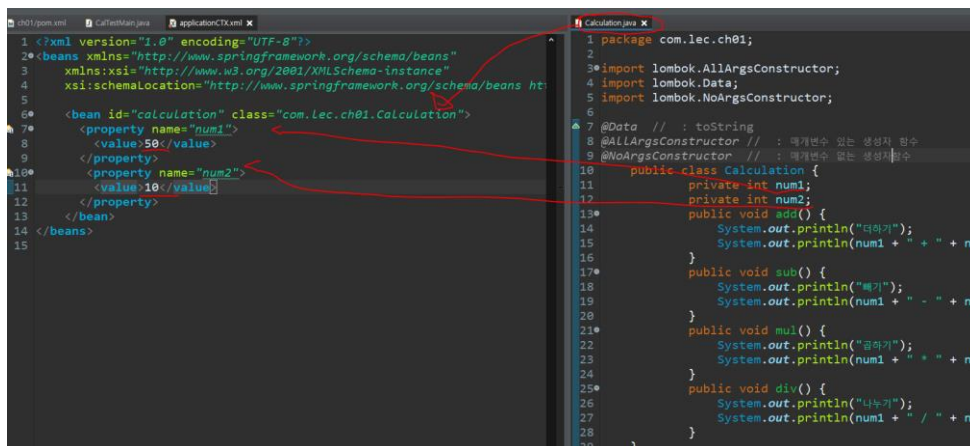 ch01/pom.xml CalTestMain.java applicationCTX.xml
1 <?xml version="1.0" encoding="UTF-8"?>
2 <beans xmlns="http://www.springframework.org/schema/beans"
3 xmlns:xsi="http://www.w3.org/2001/XMLSchema-instance"
4 xsi:schemaLocation="http://www.springframework.org/schema/beans htt
5
6 <bean id="calculation" class="com.lec.ch01.Calculation">
7 <property name="num1">
8 <value>50</value>
9 </property>
10 <property name="num2">
11 <value>10</value>
12 </property>
13 </bean>
14 </beans>
15
Calculation.java
1 package com.lec.ch01;
2
3 import lombok.AllArgsConstructor;
4 import lombok.Data;
5 import lombok.NoArgsConstructor;
6
7 @Data // : toString
8 @AllArgsConstructor // : 매개변수 있는 생성자 함수
9 @NoArgsConstructor // : 매개변수 없는 생성자함수
10 public class Calculation {
11 private int num1;
12 private int num2;
13 public void add() {
14 System.out.println("더하기");
15 System.out.println(num1 + " + " + n
16 }
17 public void sub() {
18 System.out.println("빼기");
19 System.out.println(num1 + " - " + n
20 }
21 public void mul() {
22 System.out.println("곱하기");
23 System.out.println(num1 + " * " + n
24 }
25 public void div() {
26 System.out.println("나누기");
27 System.out.println(num1 + " / " + n
28 }